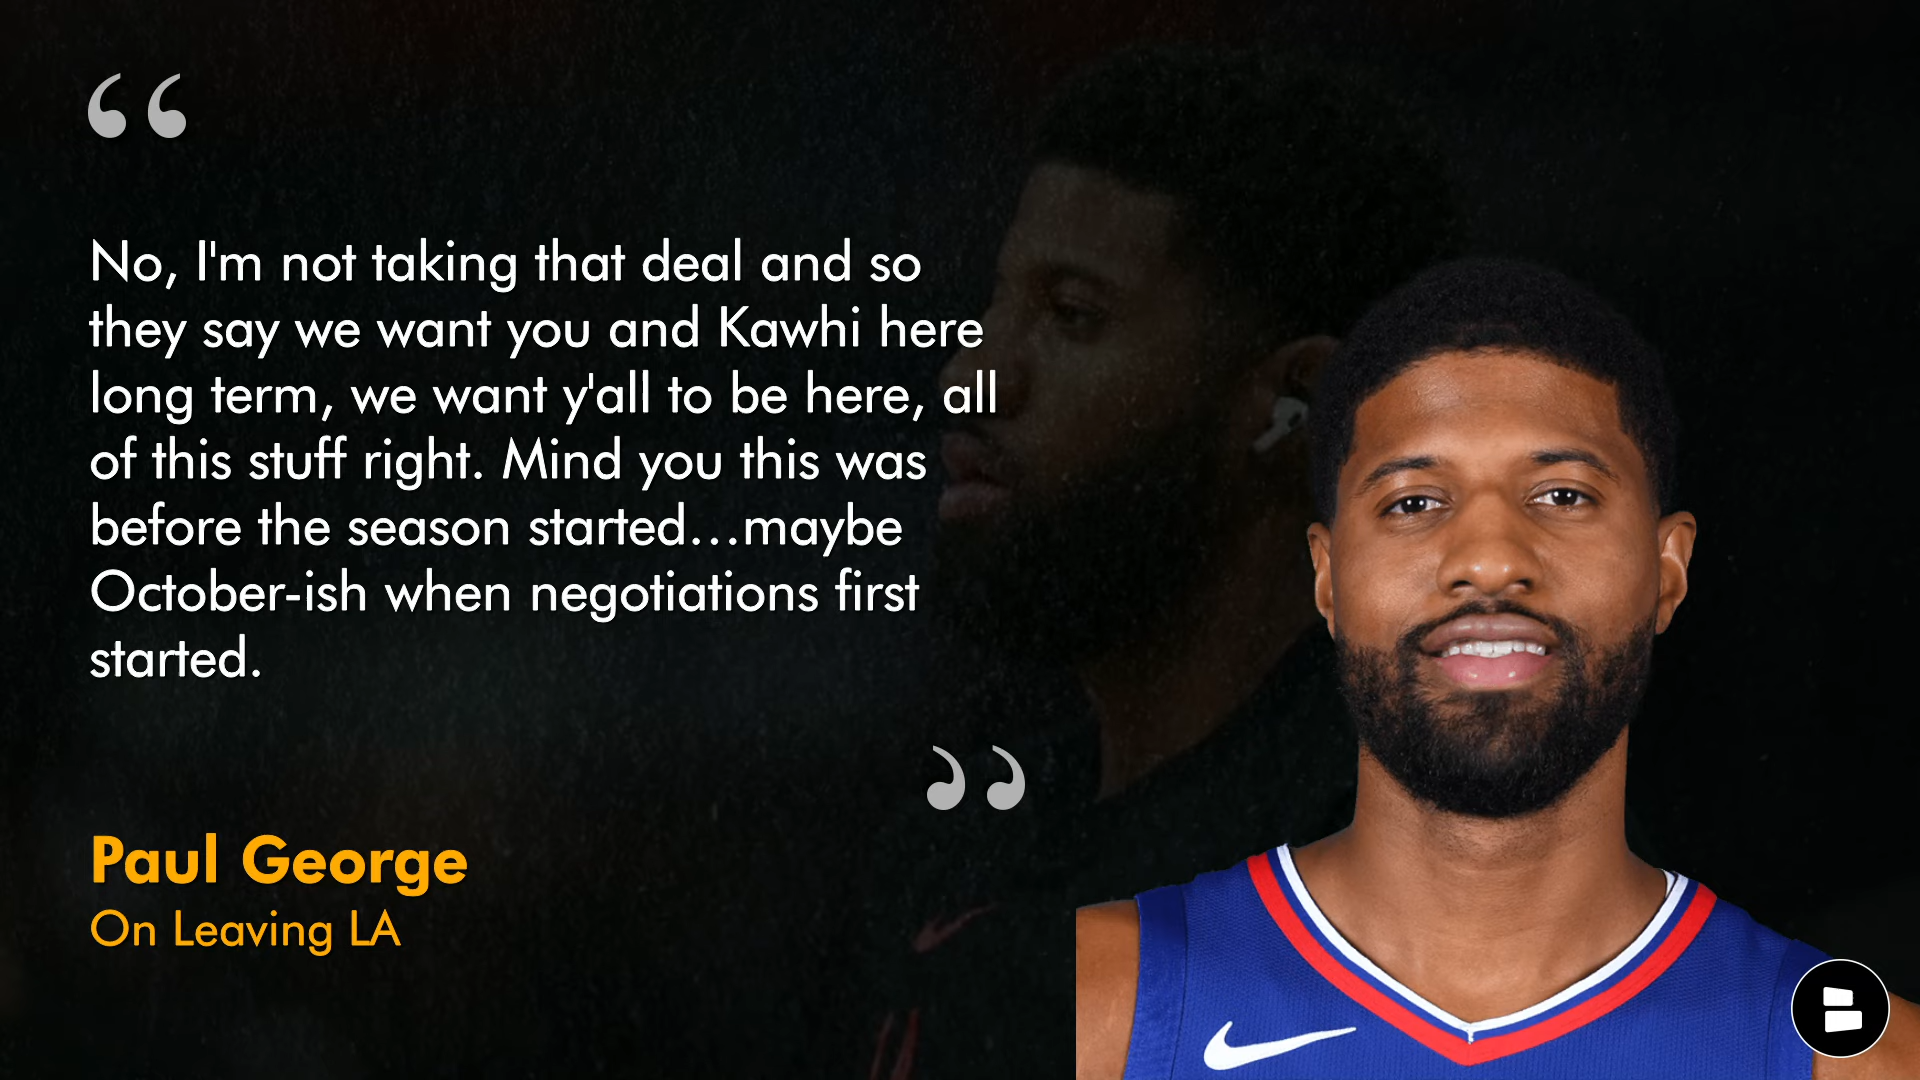 “
No, I'm not taking that deal and so
they say we want you and Kawhi here
long term, we want y'all to be here, all
of this stuff right. Mind you this was
before the season started...maybe
October-ish when negotiations first
started.
”
Paul George
On Leaving LA